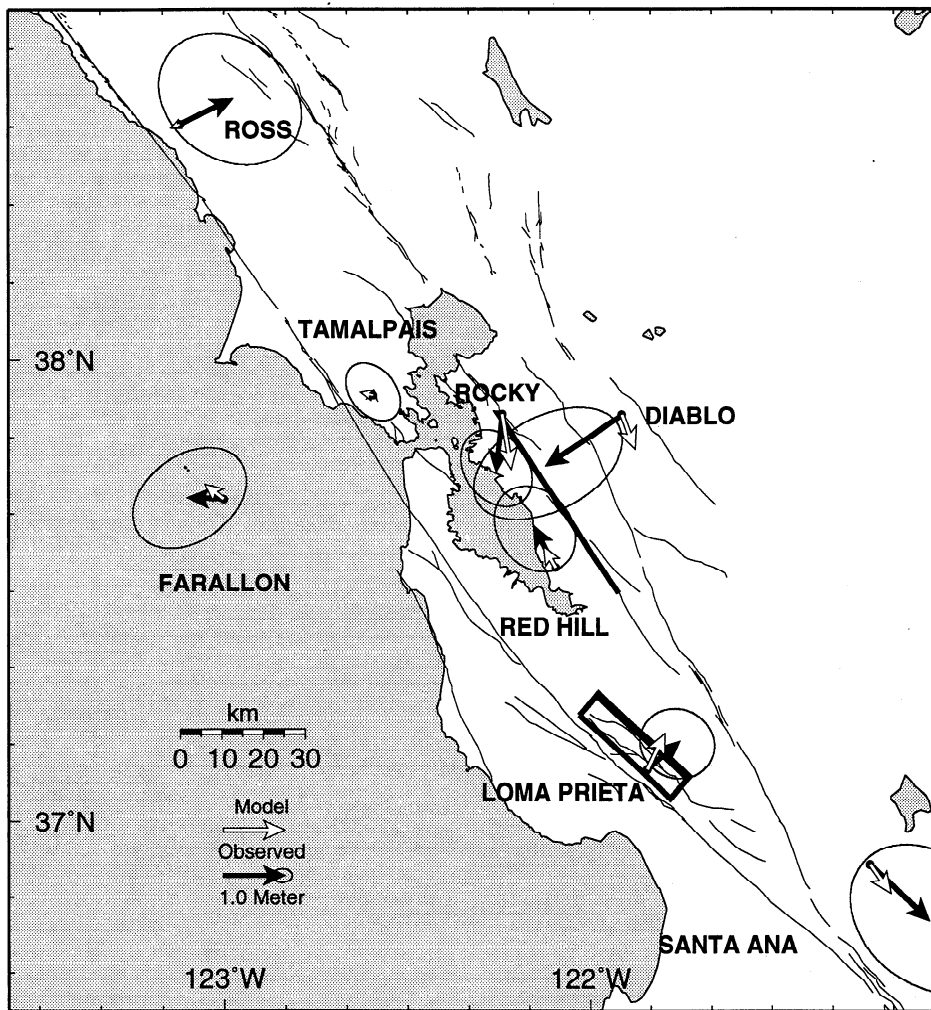 ROSS
TAMALPAIS
38°N
ROCKY
DIABLO
FARALLON
RED HILL
km
0 10 20 30
LOMA PRIETA
Model
37°N
Observed
1.0 Meter
SANTA ANA
123°W
122°W